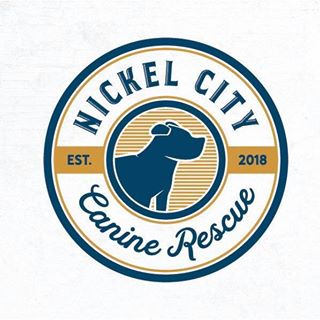 NICKEL CITY
EST. 2018
Canine Rescue